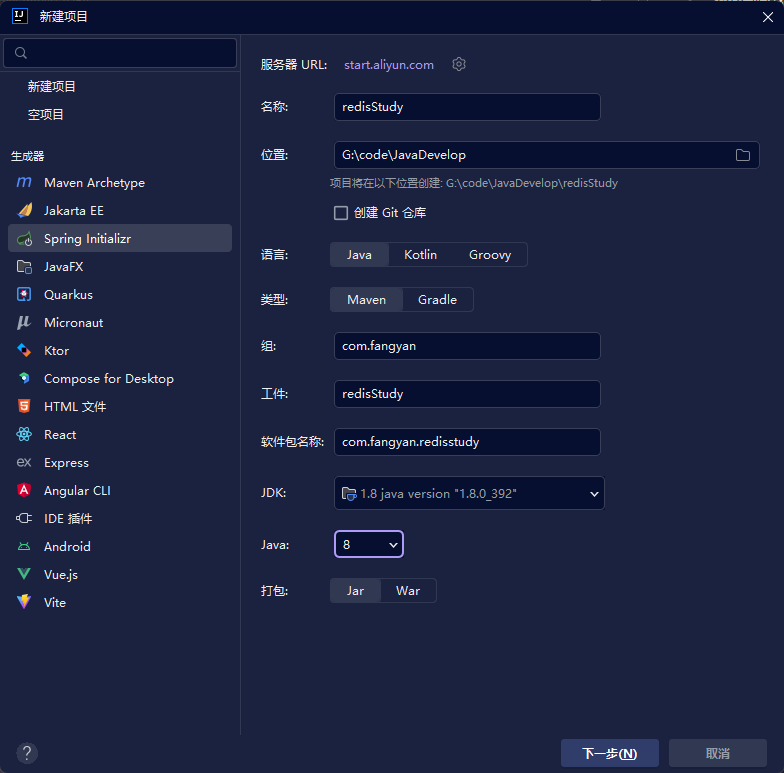 新建项目
新建项目
空项目
生成器
Maven Archetype
Jakarta EE
Spring Initializr
JavaFX
Quarkus
Micronaut
Ktor
Compose for Desktop
HTML 文件
React
Express
Angular CLI
IDE 插件
Android
Vue.js
Vite
服务器 URL: start.aliyun.com
名称: redisStudy
位置: G:\code\JavaDevelop
项目将在以下位置创建: G:\code\JavaDevelop\redisStudy
创建 Git 仓库
语言: Java Kotlin Groovy
类型: Maven Gradle
组: com.fangyan
工件: redisStudy
软件包名称: com.fangyan.redisstudy
JDK: 1.8 java version "1.8.0_392"
Java: 8
打包: Jar War
? 下一步(N) 取消